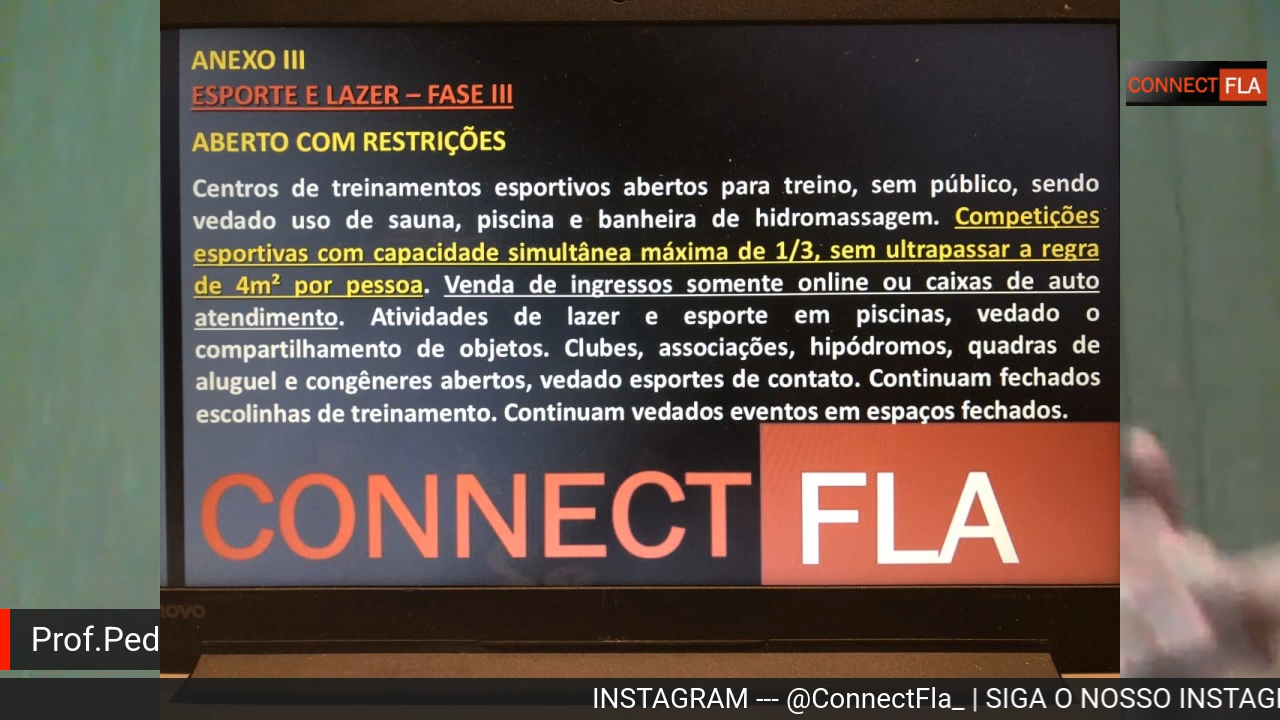 ANEXO III
ESPORTE E LAZER – FASE III
ABERTO COM RESTRIÇÕES
Centros de treinamentos esportivos abertos para treino, sem público, sendo
vedado uso de sauna, piscina e banheira de hidromassagem. Competições
esportivas com capacidade simultânea máxima de 1/3, sem ultrapassar a regra
de 4m² por pessoa. Venda de ingressos somente online ou caixas de auto
atendimento. Atividades de lazer e esporte em piscinas, vedado o
compartilhamento de objetos. Clubes, associações, hipódromos, quadras de
aluguel e congêneres abertos, vedado esportes de contato. Continuam fechados
escolinhas de treinamento. Continuam vedados eventos em espaços fechados.
CONNECT FLA
CONNECT FLA
novo
Prof.Ped
INSTAGRAM --- @ConnectFla_ | SIGA O NOSSO INSTAG